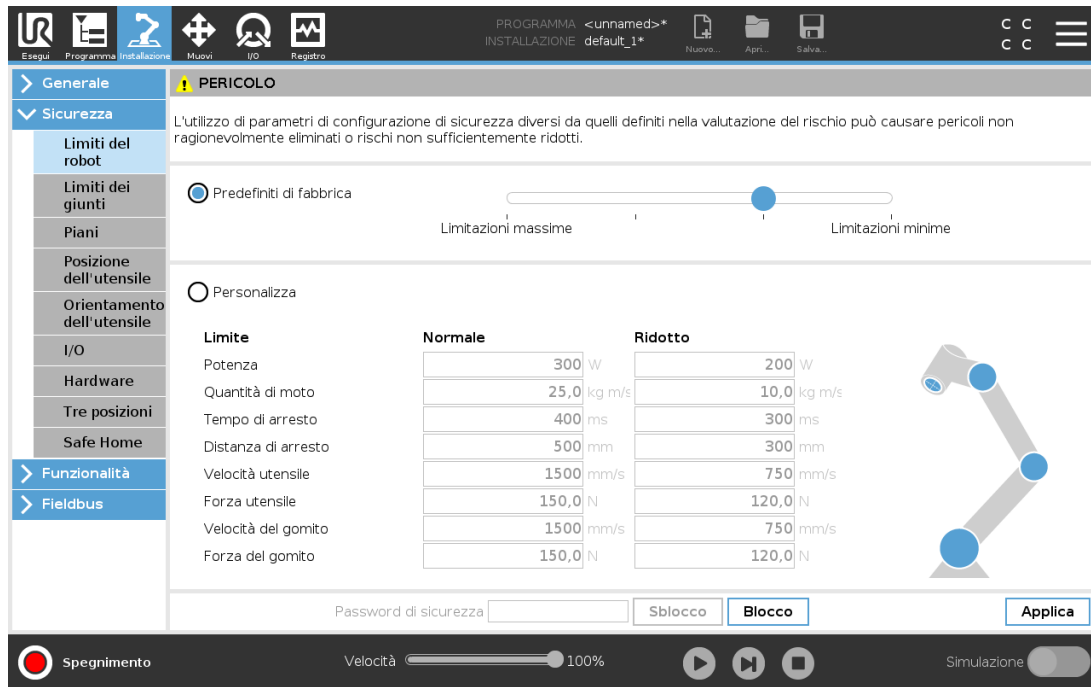 UR
PROGRAMMA <unnamed>*
INSTALLAZIONE default_1*
Esegui Programma Installazione Muovi I/O Registro Nuovo... Apri... Salva...
C C
C C
Generale
Sicurezza
Limiti del
robot
Limiti dei
giunti
Piani
Posizione
dell'utensile
Orientamento
dell'utensile
I/O
Hardware
Tre posizioni
Safe Home
Funzionalità
Fieldbus
PERICOLO
L'utilizzo di parametri di configurazione di sicurezza diversi da quelli definiti nella valutazione del rischio può causare pericoli non
ragionevolmente eliminati o rischi non sufficientemente ridotti.
Predefiniti di fabbrica
Limitazioni massime Limitazioni minime
Personalizza
Limite Normale Ridotto
Potenza 300 W 200 W
Quantità di moto 25,0 kg m/s 10,0 kg m/s
Tempo di arresto 400 ms 300 ms
Distanza di arresto 500 mm 300 mm
Velocità utensile 1500 mm/s 750 mm/s
Forza utensile 150,0 N 120,0 N
Velocità del gomito 1500 mm/s 750 mm/s
Forza del gomito 150,0 N 120,0 N
Password di sicurezza Sblocco Blocco Applica
Spegnimento Velocità 100% Simulazione